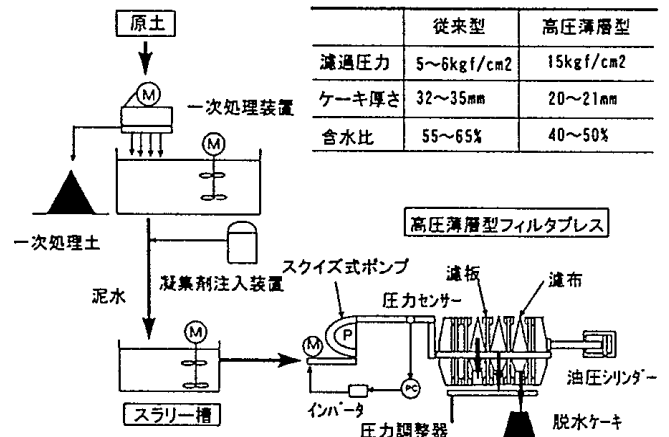 原土
従来型
高圧薄層型
濾過圧力
5～6kgf/cm2
15kgf/cm2
ケーキ厚さ
32～35mm
20～21mm
含水比
55～65%
40～50%
M
一次処理装置
M
一次処理土
高圧薄層型フィルタプレス
凝集剤注入装置
泥水
スクイズ式ポンプ
圧力センサー
濾板
濾布
M
M
P
PC
インバータ
油圧シリンダー
スラリー槽
圧力調整器
脱水ケーキ